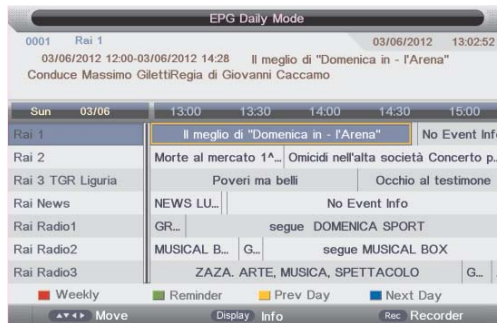 EPG Daily Mode
0001 Rai 1 03/06/2012 13:02:52
03/06/2012 12:00-03/06/2012 14:28 Il meglio di "Domenica in - l'Arena"
Conduce Massimo GilettiRegia di Giovanni Caccamo
Sun 03/06 13:00 13:30 14:00 14:30 15:00
Rai 1 Il meglio di "Domenica in - l'Arena" No Event Inf
Rai 2 Morte al mercato 1^... Omicidi nell'alta società Concerto p..
Rai 3 TGR Liguria Poveri ma belli Occhio al testimone
Rai News NEWS LU... No Event Info
Rai Radio1 GR... segue DOMENICA SPORT
Rai Radio2 MUSICAL B... G... segue MUSICAL BOX
Rai Radio3 ZAZA. ARTE, MUSICA, SPETTACOLO G...
Weekly Reminder Prev Day Next Day
Move Display Info Rec Recorder